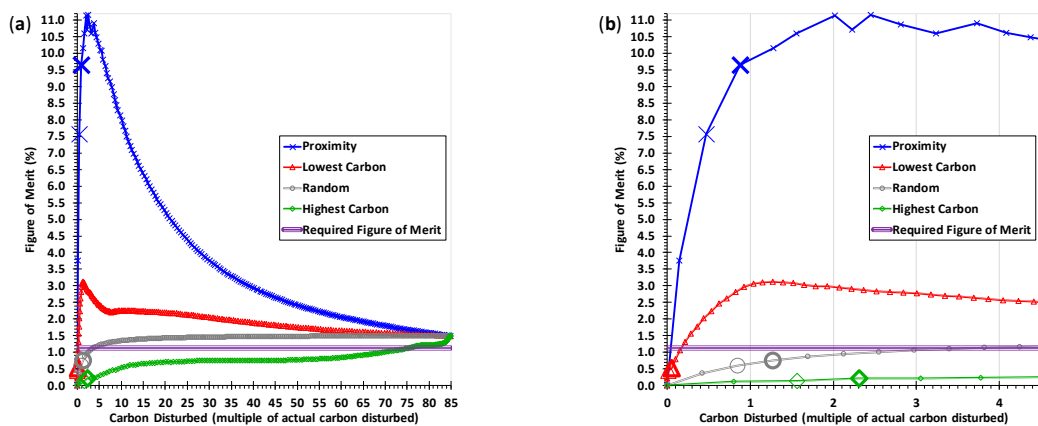 (a)
11.0
10.5
10.0
9.5
9.0
8.5
8.0
7.5
7.0
6.5
6.0
5.5
5.0
4.5
4.0
3.5
3.0
2.5
2.0
1.5
1.0
0.5
0.0
Figure of Merit (%)
Proximity
Lowest Carbon
Random
Highest Carbon
Required Figure of Merit
0 5 10 15 20 25 30 35 40 45 50 55 60 65 70 75 80 85
Carbon Disturbed (multiple of actual carbon disturbed)
(b)
11.0
10.5
10.0
9.5
9.0
8.5
8.0
7.5
7.0
6.5
6.0
5.5
5.0
4.5
4.0
3.5
3.0
2.5
2.0
1.5
1.0
0.5
0.0
Figure of Merit (%)
Proximity
Lowest Carbon
Random
Highest Carbon
Required Figure of Merit
0 1 2 3 4
Carbon Disturbed (multiple of actual carbon disturbed)